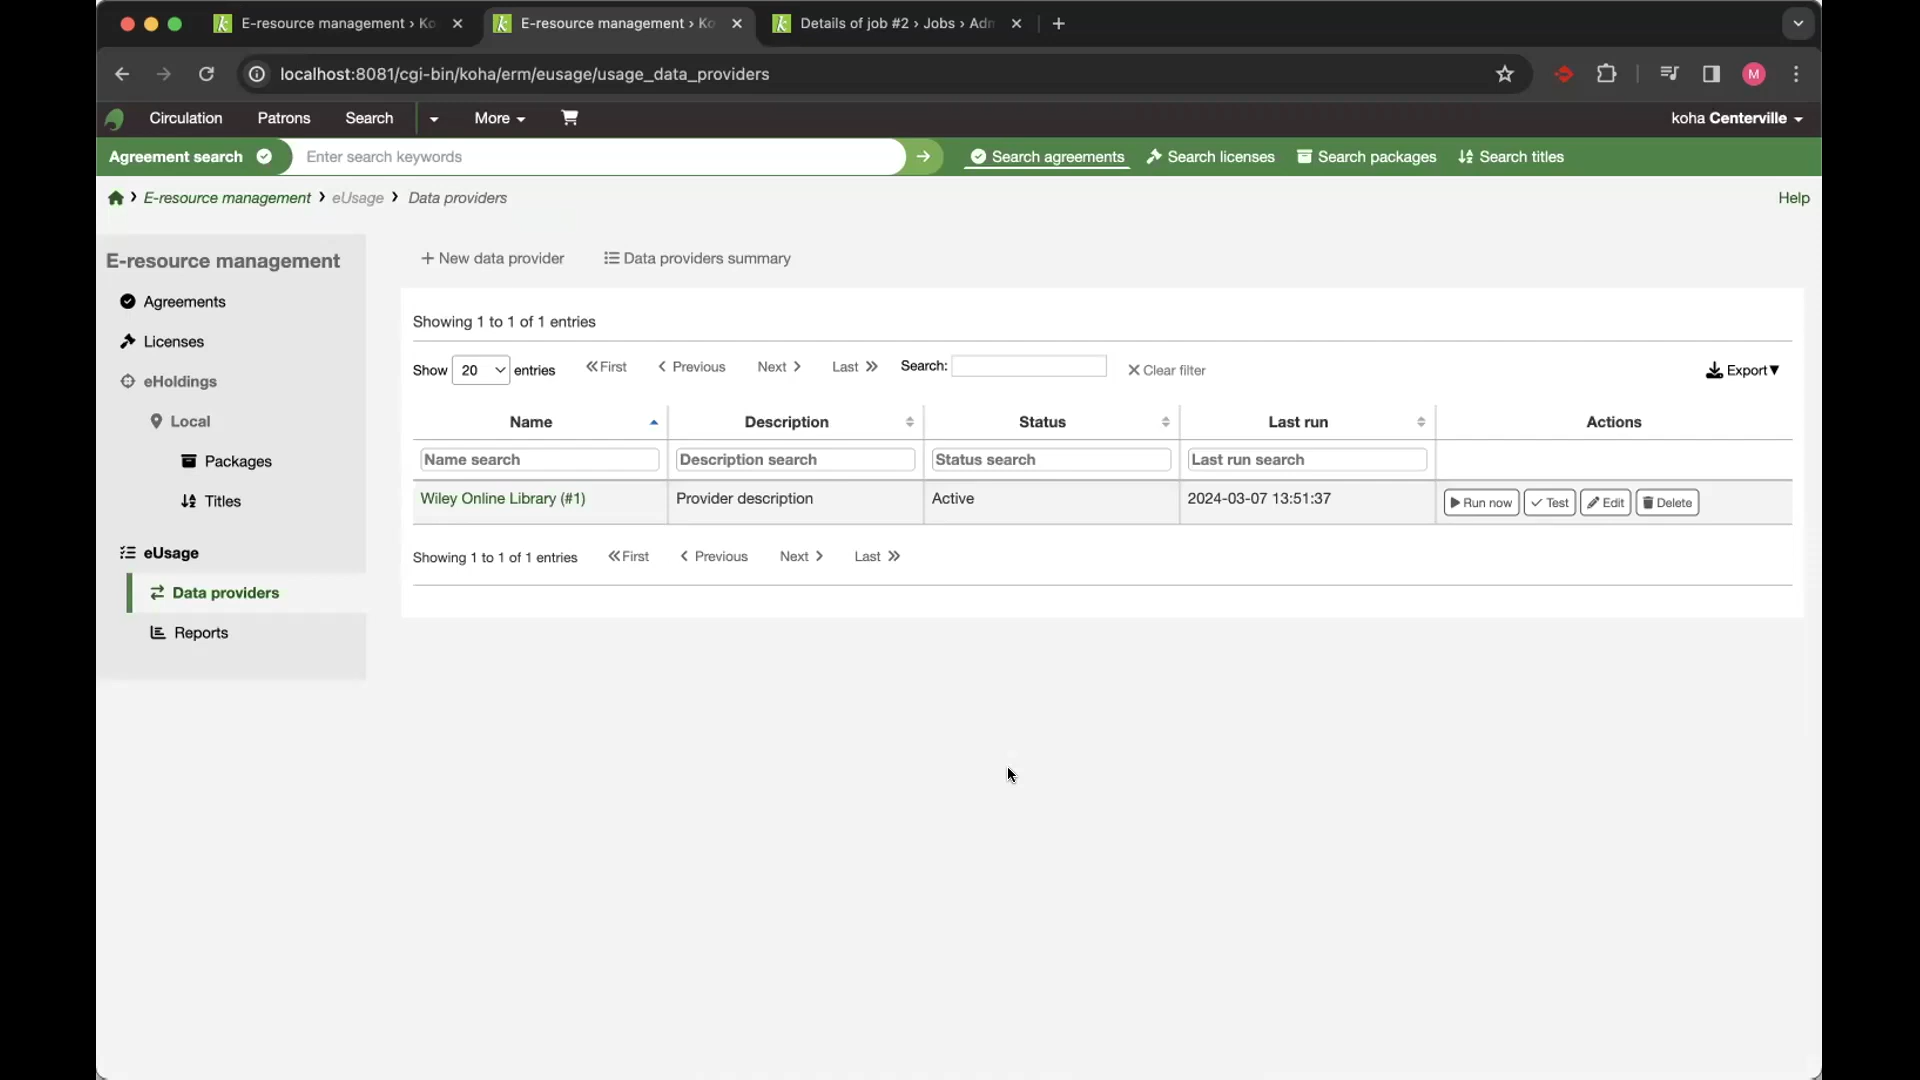 E-resource management › Ko
E-resource management › Ko
Details of job #2 › Jobs › Adm
localhost:8081/cgi-bin/koha/erm/eusage/usage_data_providers
M
Circulation Patrons Search More koha Centerville
Agreement search Enter search keywords Search agreements Search licenses Search packages Search titles
E-resource management eUsage Data providers Help
E-resource management
Agreements
Licenses
eHoldings
Local
Packages
Titles
eUsage
Data providers
Reports
+ New data provider Data providers summary
Showing 1 to 1 of 1 entries
Show 20 entries First Previous Next Last Search: Clear filter Export▼
Name Description Status Last run Actions
Name search Description search Status search Last run search
Wiley Online Library (#1) Provider description Active 2024-03-07 13:51:37 Run now Test Edit Delete
Showing 1 to 1 of 1 entries First Previous Next Last